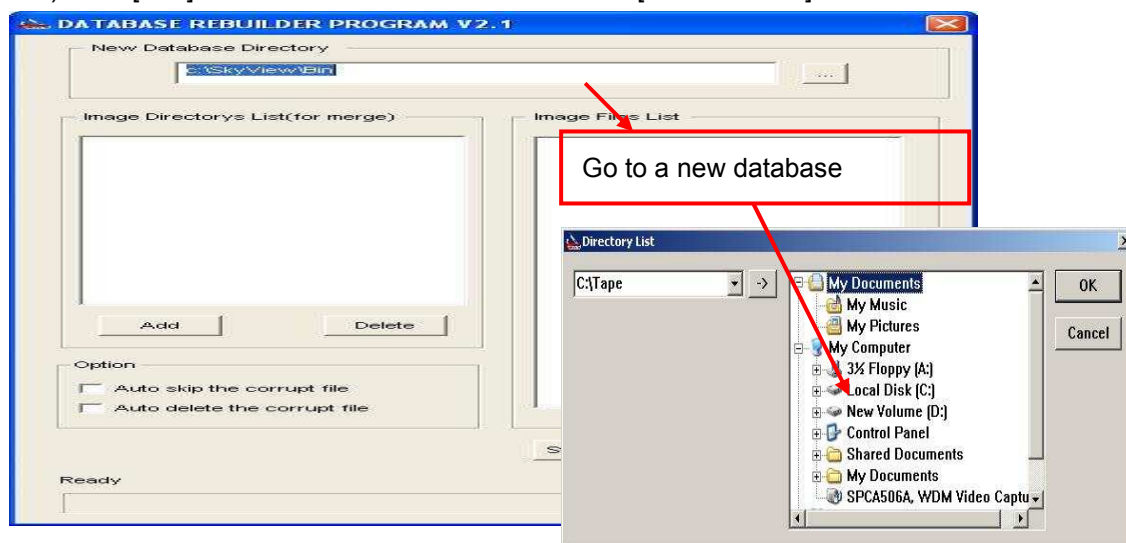 DATABASE REBUILDER PROGRAM V2.1
New Database Directory
c:\SkyView\Bin
...
Image Directorys List(for merge)
Image Files List
Go to a new database
Directory List
C:\Tape
->
My Documents
My Music
My Pictures
My Computer
3½ Floppy (A:)
Local Disk (C:)
New Volume (D:)
Control Panel
Shared Documents
My Documents
SPCA506A, WDM Video Captu
OK
Cancel
Add
Delete
Option
Auto skip the corrupt file
Auto delete the corrupt file
Ready